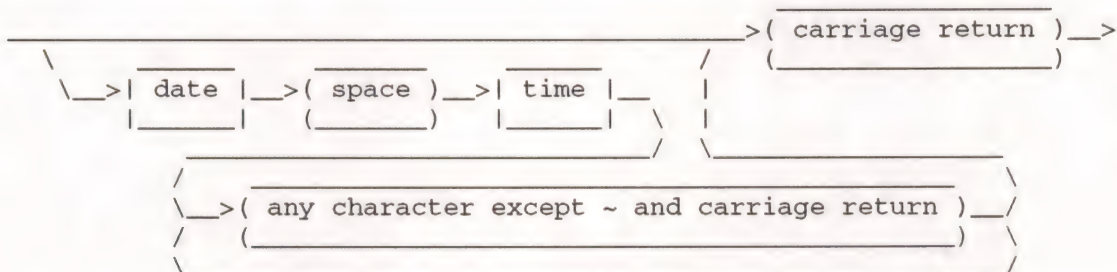 carriage return
date space time
any character except ~ and carriage return